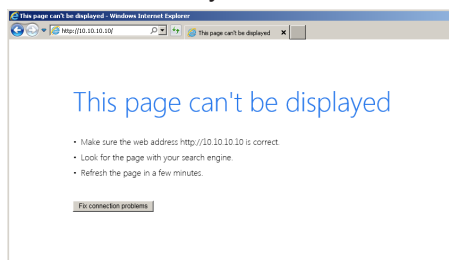 This page can't be displayed - Windows Internet Explorer
http://10.10.10.10/
This page can't be displayed
This page can't be displayed
• Make sure the web address http://10.10.10.10 is correct.
• Look for the page with your search engine.
• Refresh the page in a few minutes.
Fix connection problems